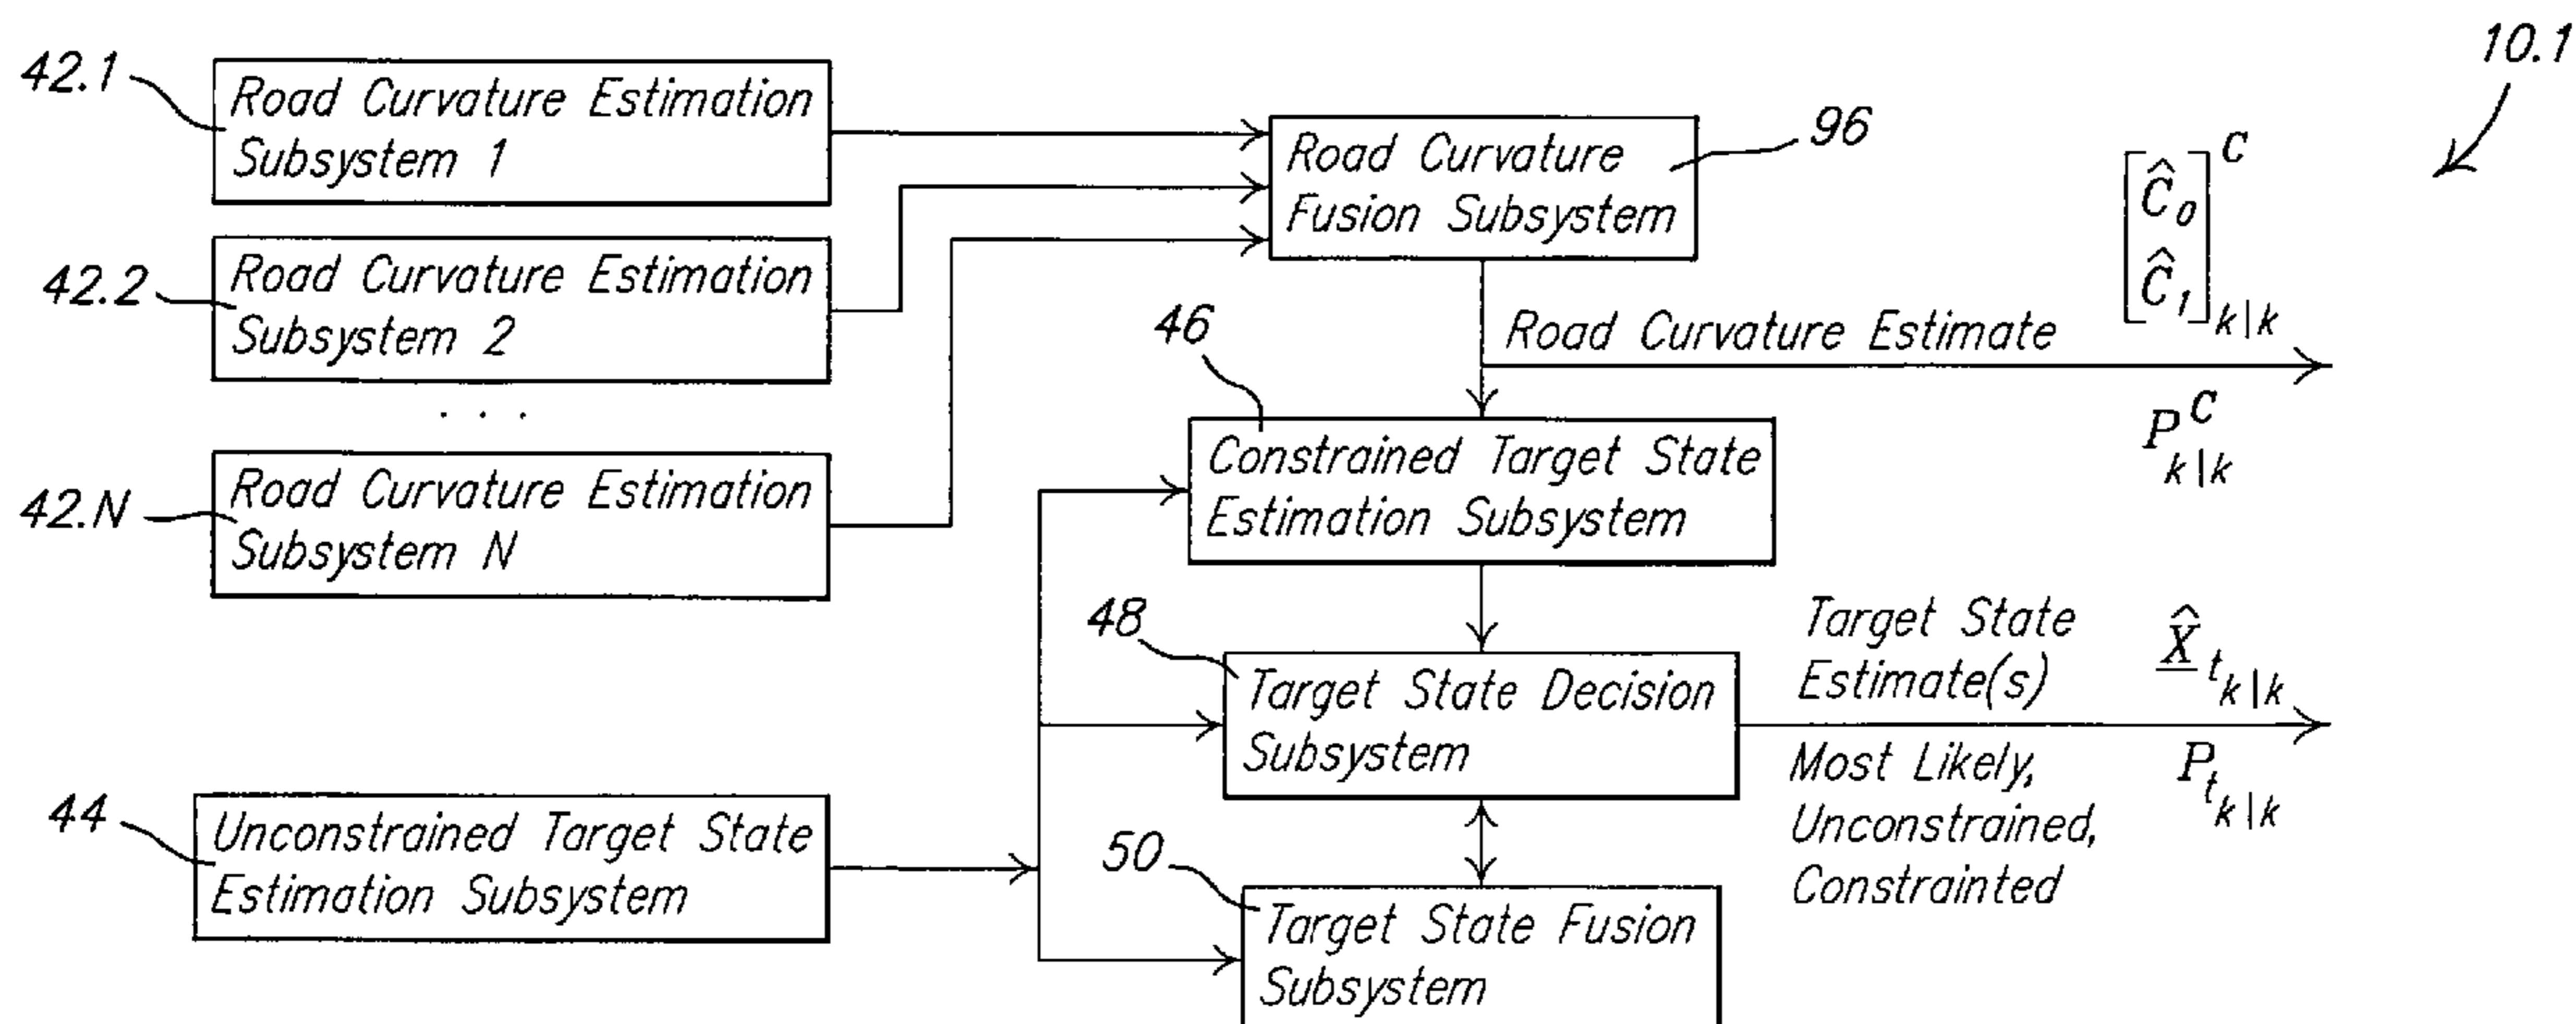 10.1
42.1
Road Curvature Estimation
Subsystem 1
42.2
Road Curvature Estimation
Subsystem 2
. . .
42.N
Road Curvature Estimation
Subsystem N
44
Unconstrained Target State
Estimation Subsystem
96
Road Curvature
Fusion Subsystem
Road Curvature Estimate
[Ĉ₀
Ĉ₁]ᶜ k|k
Pᶜ k|k
46
Constrained Target State
Estimation Subsystem
48
Target State Decision
Subsystem
Target State
Estimate(s)
X̲̂ t k|k
Most Likely,
Unconstrained,
Constrainted
P t k|k
50
Target State Fusion
Subsystem